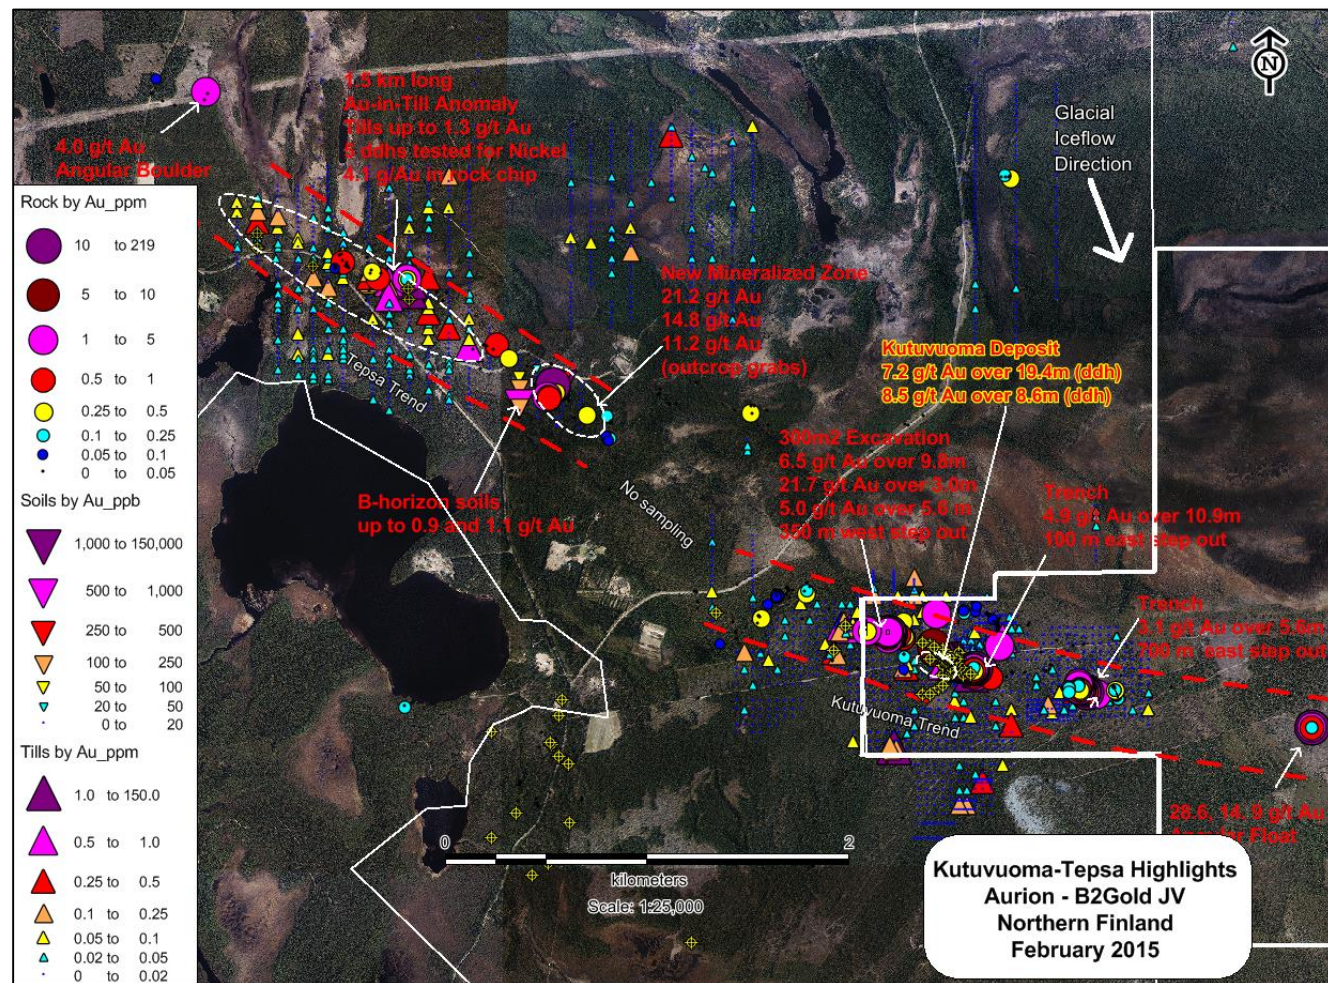 1.5 km long
Au-in-Till Anomaly
Tills up to 1.3 g/t Au
5 ddhs tested for Nickel
4.1 g/Au in rock chip
4.0 g/t Au
Angular Boulder
N
Glacial
Iceflow
Direction
Rock by Au_ppm
10 to 219
5 to 10
1 to 5
0.5 to 1
0.25 to 0.5
0.1 to 0.25
0.05 to 0.1
0 to 0.05
Soils by Au_ppb
1,000 to 150,000
500 to 1,000
250 to 500
100 to 250
50 to 100
20 to 50
0 to 20
Tills by Au_ppm
1.0 to 150.0
0.5 to 1.0
0.25 to 0.5
0.1 to 0.25
0.05 to 0.1
0.02 to 0.05
0 to 0.02
New Mineralized Zone
21.2 g/t Au
14.8 g/t Au
11.2 g/t Au
(outcrop grabs)
Tepsa Trend
Kutuvuoma Deposit
7.2 g/t Au over 19.4m (ddh)
8.5 g/t Au over 8.6m (ddh)
B-horizon soils
up to 0.9 and 1.1 g/t Au
No sampling
300m2 Excavation
6.5 g/t Au over 9.8m
21.7 g/t Au over 3.0m
5.0 g/t Au over 5.6 m
350 m west step out
Trench
4.9 g/t Au over 10.9m
100 m east step out
Trench
3.1 g/t Au over 5.6m
700 m east step out
Kutuvuoma Trend
28.6, 14.9 g/t Au
Angular Float
0 2
kilometers
Scale: 1:25,000
Kutuvuoma-Tepsa Highlights
Aurion - B2Gold JV
Northern Finland
February 2015